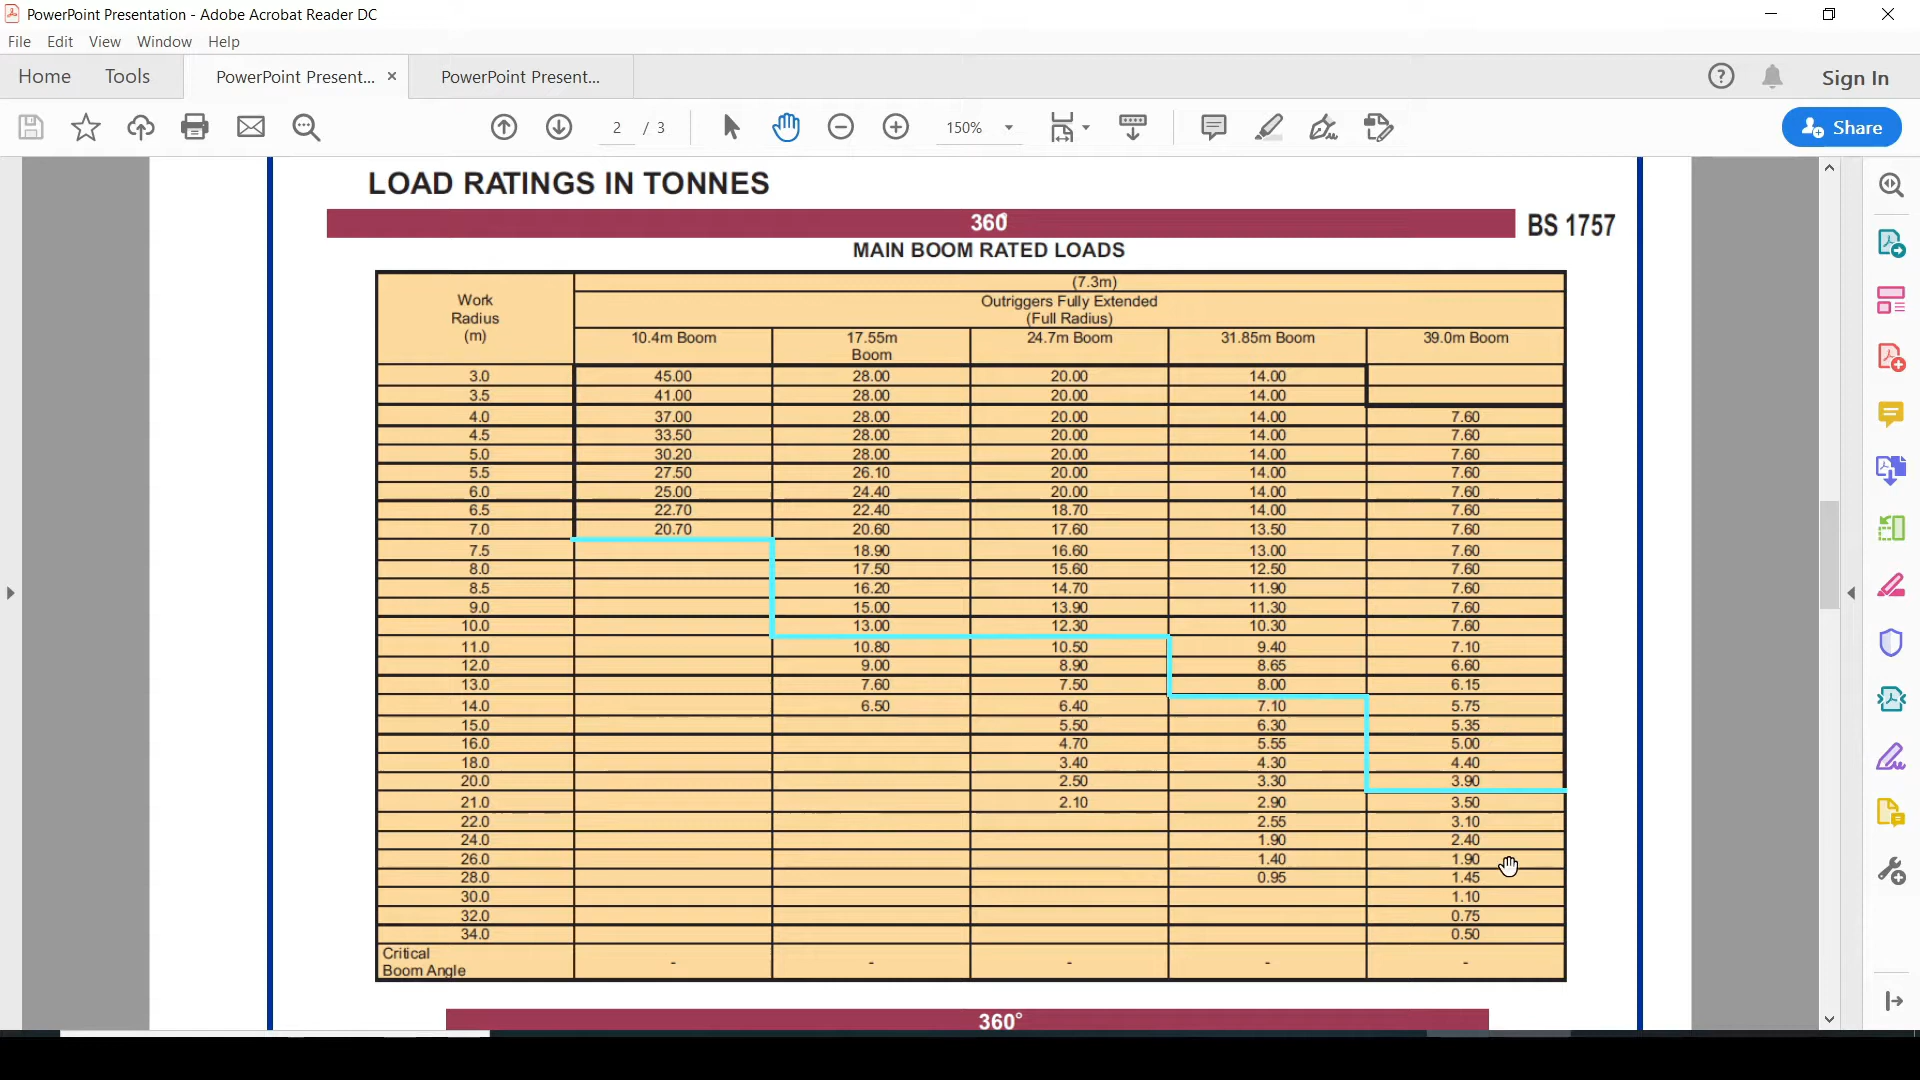 PowerPoint Presentation - Adobe Acrobat Reader DC
File Edit View Window Help
Home Tools PowerPoint Present... × PowerPoint Present... Sign In
2 / 3 150% Share
LOAD RATINGS IN TONNES
360° BS 1757
MAIN BOOM RATED LOADS
(7.3m)
Work Radius (m) Outriggers Fully Extended
(Full Radius)
10.4m Boom 17.55m Boom 24.7m Boom 31.85m Boom 39.0m Boom
3.0 45.00 28.00 20.00 14.00
3.5 41.00 28.00 20.00 14.00
4.0 37.00 28.00 20.00 14.00 7.60
4.5 33.50 28.00 20.00 14.00 7.60
5.0 30.20 28.00 20.00 14.00 7.60
5.5 27.50 26.10 20.00 14.00 7.60
6.0 25.00 24.40 20.00 14.00 7.60
6.5 22.70 22.40 18.70 14.00 7.60
7.0 20.70 20.60 17.60 13.50 7.60
7.5 18.90 16.60 13.00 7.60
8.0 17.50 15.60 12.50 7.60
8.5 16.20 14.70 11.90 7.60
9.0 15.00 13.90 11.30 7.60
10.0 13.00 12.30 10.30 7.60
11.0 10.80 10.50 9.40 7.10
12.0 9.00 8.90 8.65 6.60
13.0 7.60 7.50 8.00 6.15
14.0 6.50 6.40 7.10 5.75
15.0 5.50 6.30 5.35
16.0 4.70 5.55 5.00
18.0 3.40 4.30 4.40
20.0 2.50 3.30 3.90
21.0 2.10 2.90 3.50
22.0 2.55 3.10
24.0 1.90 2.40
26.0 1.40 1.90
28.0 0.95 1.45
30.0 1.10
32.0 0.75
34.0 0.50
Critical
Boom Angle - - - - -
360°